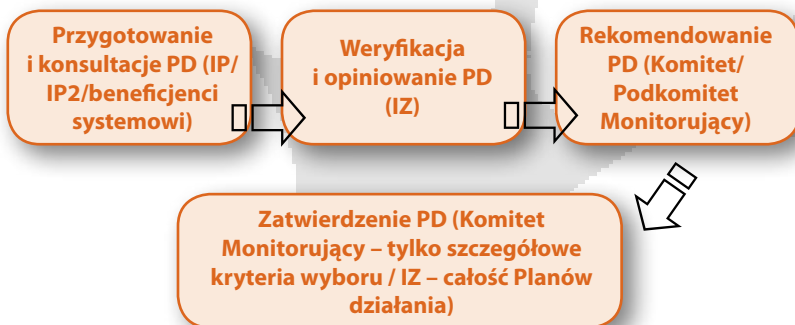 Przygotowanie
i konsultacje PD (IP/
IP2/beneficjenci
systemowi)
Weryfikacja
i opiniowanie PD
(IZ)
Rekomendowanie
PD (Komitet/
Podkomitet
Monitorujący)
Zatwierdzenie PD (Komitet
Monitorujący – tylko szczegółowe
kryteria wyboru / IZ – całość Planów
działania)